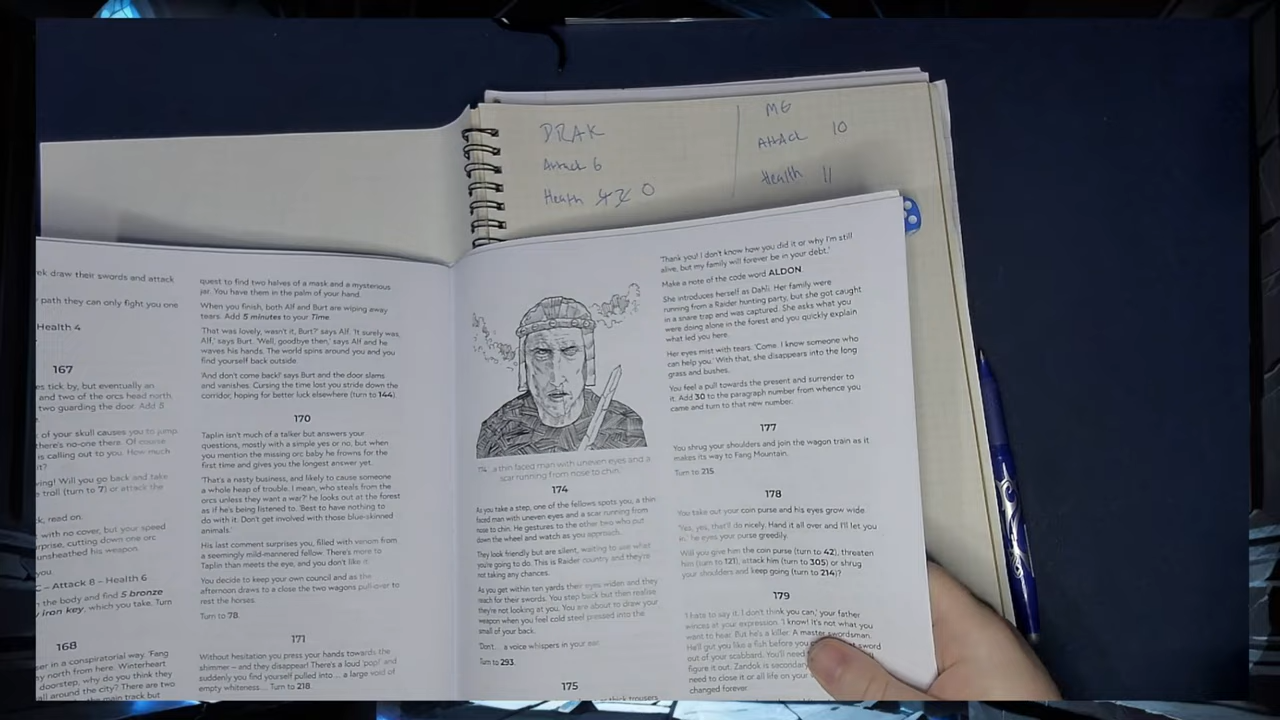 DRAK
Attack 6
Health 0
ME
Attack 10
Health 11
ek draw their swords and attack
path they can only fight you one
Health 4
167
es tick by, but eventually an
and two of the orcs head north
two guarding the door. Add 5
of your skull causes you to jump.
there's no-one there. Of course
is calling out to you. How much
it?
ving! Will you go back and take
e troll (turn to 7) or attack the
k, read on.
with no cover, but your speed
rprise, cutting down one orc
unsheathed his weapon.
you.
– Attack 8 – Health 6
the body and find 5 bronze
iron key, which you take. Turn
168
per in a conspiratorial way. 'Fang
y north from here. Winterheart
doorstep, why do you think they
all around the city? There are two
the main track but
quest to find two halves of a mask and a mysterious
jar. You have them in the palm of your hand.
When you finish, both Alf and Burt are wiping away
tears. Add 5 minutes to your Time.
'That was lovely, wasn't it, Burt?' says Alf. 'It surely was,
Alf,' says Burt. 'Well, goodbye then,' says Alf and he
waves his hands. The world spins around you and you
find yourself back outside.
'And don't come back!' says Burt and the door slams
and vanishes. Cursing the time lost you stride down the
corridor, hoping for better luck elsewhere (turn to 144).
170
Taplin isn't much of a talker but answers your
questions, mostly with a simple yes or no, but when
you mention the missing orc baby he frowns for the
first time and gives you the longest answer yet.
'That's a nasty business, and likely to cause someone
a whole heap of trouble. I mean, who steals from the
orcs unless they want a war?' he looks out at the forest
as if he's being listened to. 'Best to have nothing to
do with it. Don't get involved with those blue-skinned
animals.'
His last comment surprises you, filled with venom from
a seemingly mild-mannered fellow. There's more to
Taplin than meets the eye, and you don't like it.
You decide to keep your own council and as the
afternoon draws to a close the two wagons pull-over to
rest the horses.
Turn to 78.
171
Without hesitation you press your hands towards the
shimmer – and they disappear! There's a loud 'pop!' and
suddenly you find yourself pulled into... a large void of
empty whiteness... Turn to 218.
174 ...a thin faced man with uneven eyes and a
scar running from nose to chin.
174
As you take a step, one of the fellows spots you, a thin
faced man with uneven eyes and a scar running from
nose to chin. He gestures to the other two who put
down the wheel and watch as you approach.
They look friendly but are silent, waiting to see what
you're going to do. This is Raider country and they're
not taking any chances.
As you get within ten yards their eyes widen and they
reach for their swords. You step back but then realise
they're not looking at you. You are about to draw your
weapon when you feel cold steel pressed into the
small of your back.
'Don't...' a voice whispers in your ear.
Turn to 293.
175
thick trousers
'Thank you! I don't know how you did it or why I'm still
alive, but my family will forever be in your debt.'
Make a note of the code word ALDON.
She introduces herself as Dahli. Her family were
running from a Raider hunting party, but she got caught
in a snare trap and was captured. She asks what you
were doing alone in the forest and you quickly explain
what led you here.
Her eyes mist with tears. 'Come. I know someone who
can help you.' With that, she disappears into the long
grass and bushes.
You feel a pull towards the present and surrender to
it. Add 30 to the paragraph number from whence you
came and turn to that new number.
177
You shrug your shoulders and join the wagon train as it
makes its way to Fang Mountain.
Turn to 215.
178
You take out your coin purse and his eyes grow wide.
'Yes, yes, that'll do nicely. Hand it all over and I'll let you
in,' he eyes your purse greedily.
Will you give him the coin purse (turn to 42), threaten
him (turn to 121), attack him (turn to 305) or shrug
your shoulders and keep going (turn to 214)?
179
'I hate to say it, I don't think you can,' your father
winces at your expression. 'I know! It's not what you
want to hear. But he's a killer. A master swordsman.
He'll gut you like a fish before you sword
out of your scabbard. You'll need
figure it out. Zandok is secondary
need to close it or all life on your
changed forever.